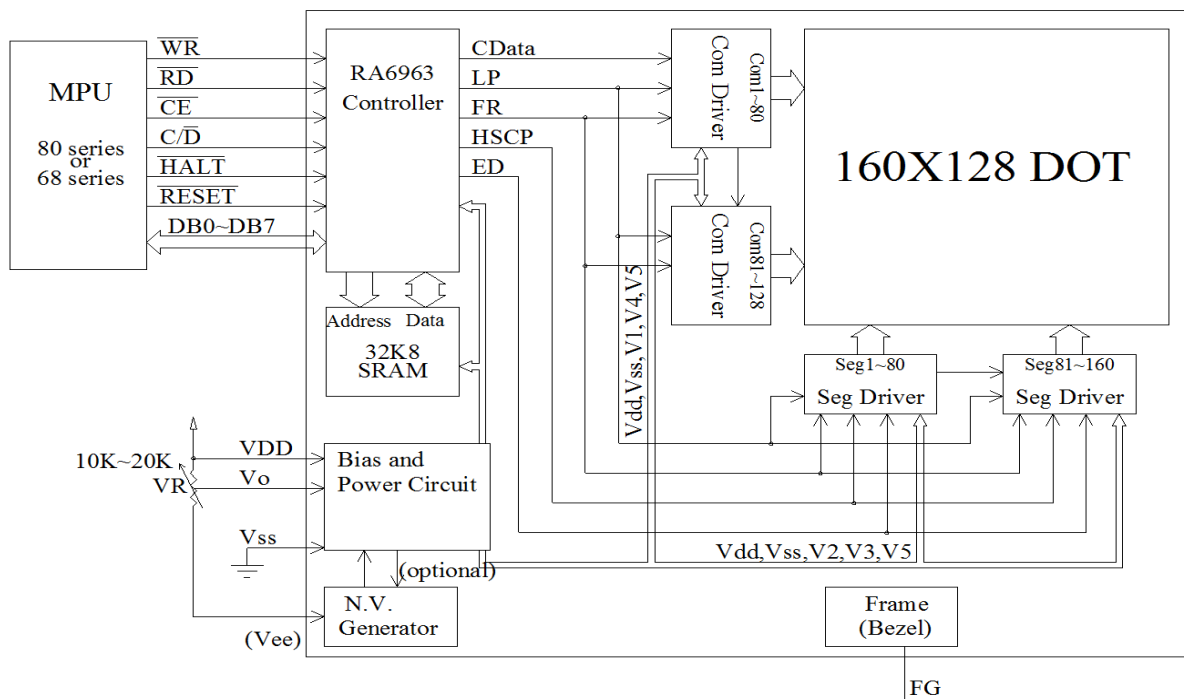 MPU
80 series
or
68 series
WR
RD
CE
C/D
HALT
RESET
DB0~DB7
RA6963
Controller
CData
LP
FR
HSCP
ED
Com Driver
Com1~80
Com Driver
Com81~128
160X128 DOT
Address
Data
32K8
SRAM
Vdd,Vss,V1,V4,V5
Seg1~80
Seg Driver
Seg81~160
Seg Driver
10K~20K
VR
VDD
Vo
Vss
Bias and
Power Circuit
(optional)
Vdd,Vss,V2,V3,V5
N.V.
Generator
(Vee)
Frame
(Bezel)
FG